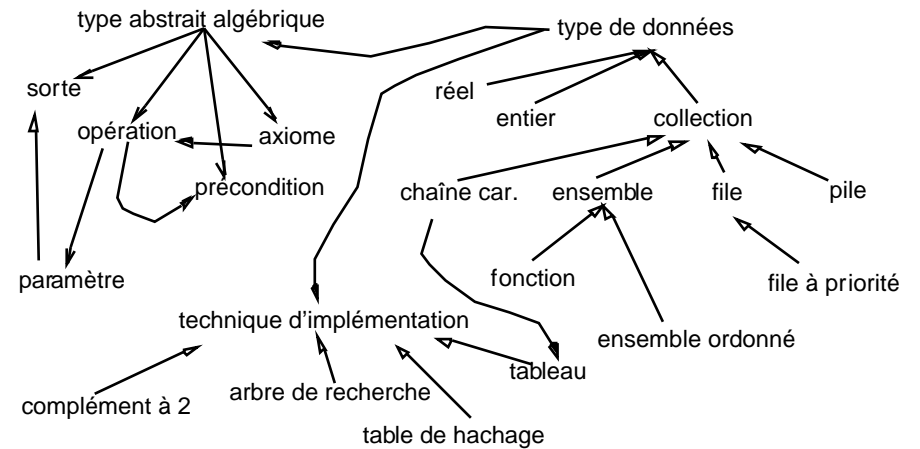 type abstrait algébrique
type de données
sorte
réel
opération
axiome
entier
collection
précondition
chaîne car.
ensemble
file
pile
paramètre
fonction
file à priorité
technique d'implémentation
ensemble ordonné
tableau
arbre de recherche
complément à 2
table de hachage